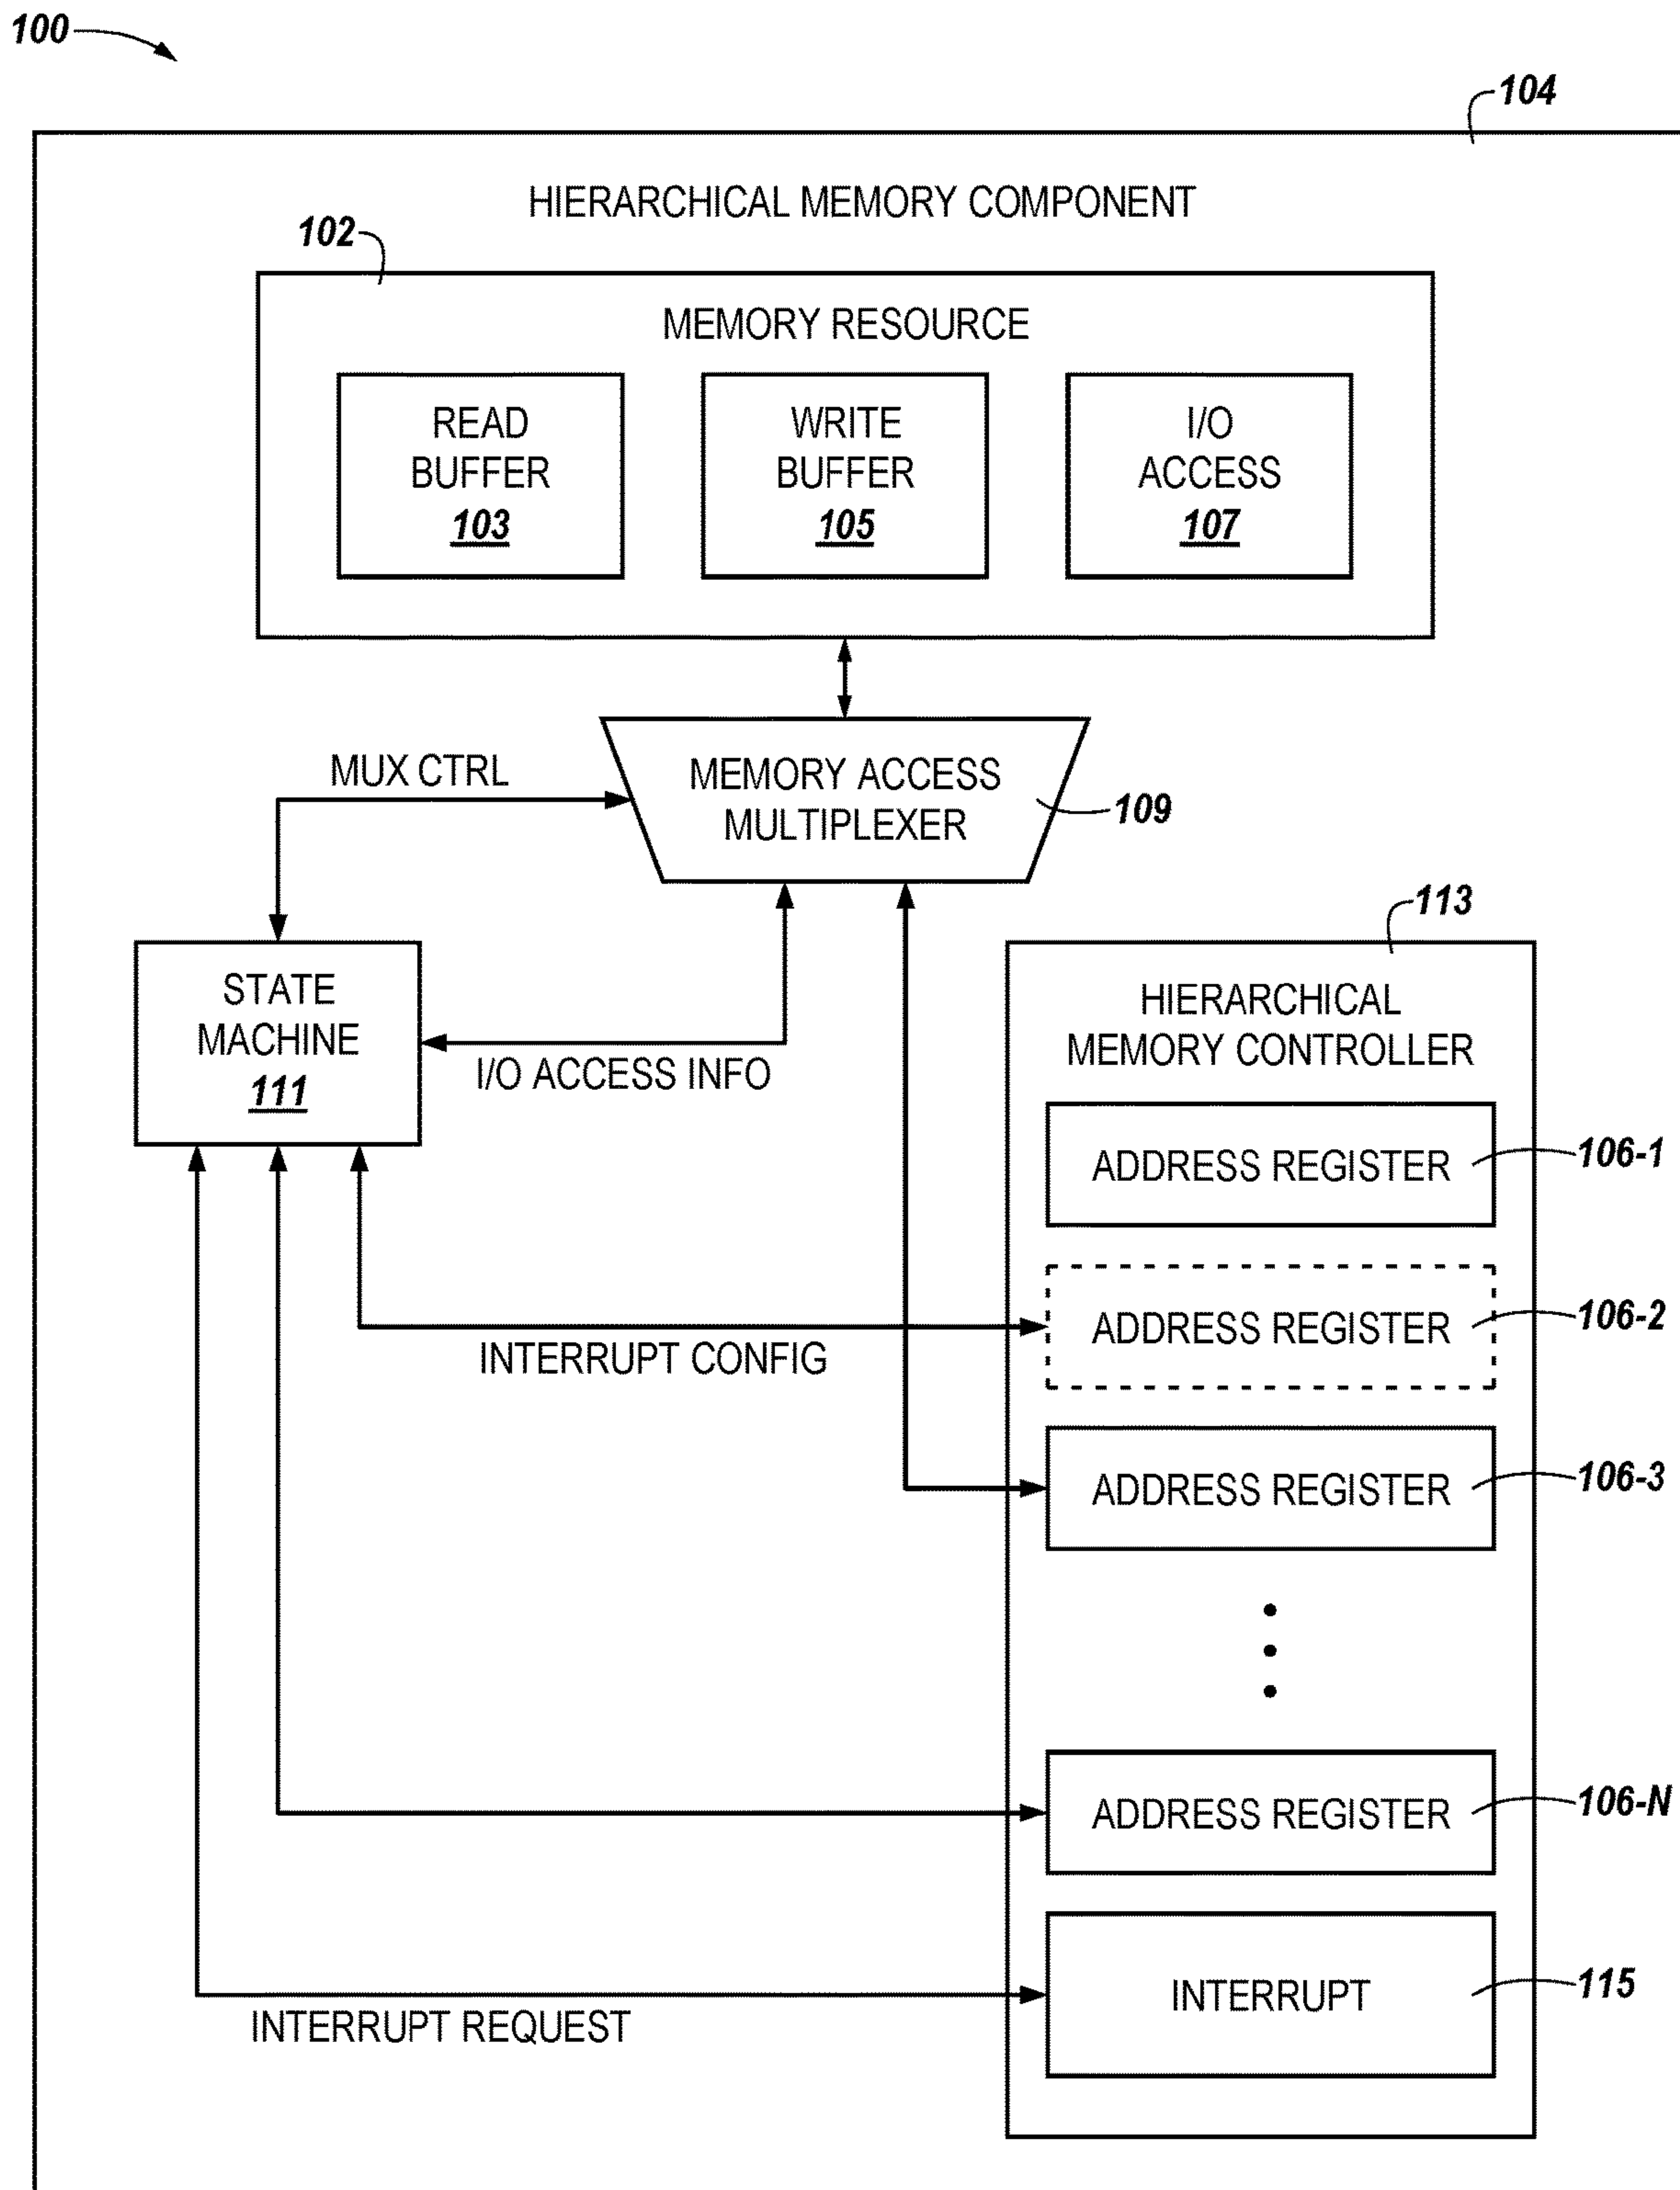 100
104
HIERARCHICAL MEMORY COMPONENT
102
MEMORY RESOURCE
READ
BUFFER
103
WRITE
BUFFER
105
I/O
ACCESS
107
MUX CTRL
MEMORY ACCESS
MULTIPLEXER
109
113
STATE
MACHINE
111
I/O ACCESS INFO
HIERARCHICAL
MEMORY CONTROLLER
ADDRESS REGISTER
106-1
ADDRESS REGISTER
106-2
INTERRUPT CONFIG
ADDRESS REGISTER
106-3
ADDRESS REGISTER
106-N
INTERRUPT
115
INTERRUPT REQUEST